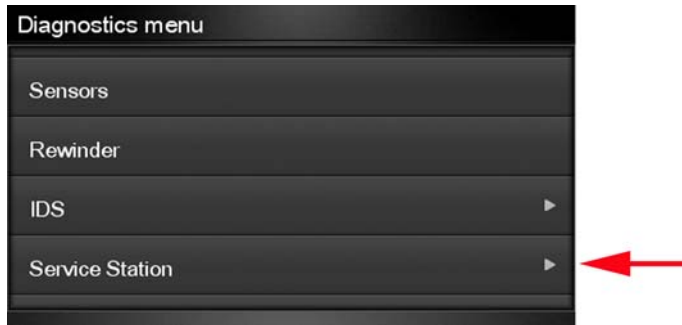 Diagnostics menu
Sensors
Rewinder
IDS
Service Station